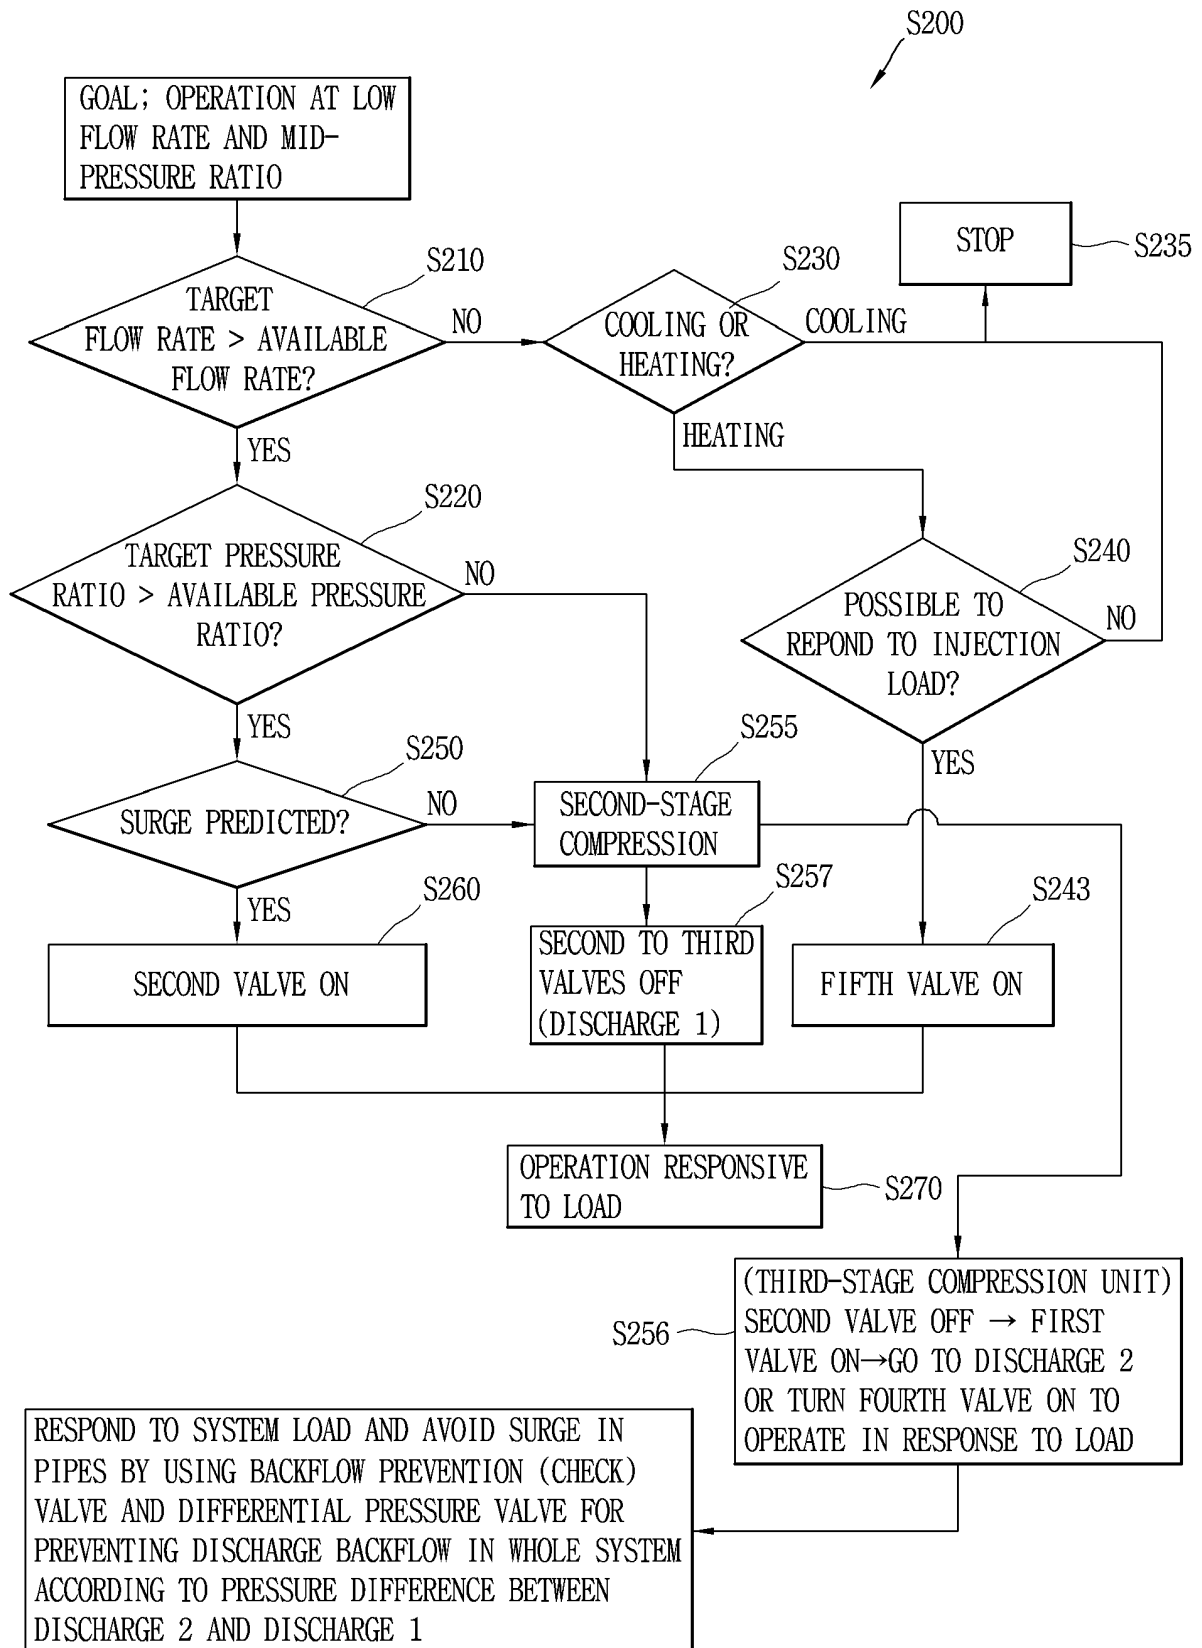 S200
GOAL; OPERATION AT LOW
FLOW RATE AND MID-
PRESSURE RATIO
STOP
S235
S210
TARGET
FLOW RATE > AVAILABLE
FLOW RATE?
NO
S230
COOLING OR
HEATING?
COOLING
YES
HEATING
S220
TARGET PRESSURE
RATIO > AVAILABLE PRESSURE
RATIO?
NO
S240
POSSIBLE TO
REPOND TO INJECTION
LOAD?
NO
YES
YES
S250
SURGE PREDICTED?
NO
S255
SECOND-STAGE
COMPRESSION
YES
S260
SECOND VALVE ON
S257
SECOND TO THIRD
VALVES OFF
(DISCHARGE 1)
S243
FIFTH VALVE ON
OPERATION RESPONSIVE
TO LOAD
S270
(THIRD-STAGE COMPRESSION UNIT)
SECOND VALVE OFF → FIRST
VALVE ON→GO TO DISCHARGE 2
OR TURN FOURTH VALVE ON TO
OPERATE IN RESPONSE TO LOAD
S256
RESPOND TO SYSTEM LOAD AND AVOID SURGE IN
PIPES BY USING BACKFLOW PREVENTION (CHECK)
VALVE AND DIFFERENTIAL PRESSURE VALVE FOR
PREVENTING DISCHARGE BACKFLOW IN WHOLE SYSTEM
ACCORDING TO PRESSURE DIFFERENCE BETWEEN
DISCHARGE 2 AND DISCHARGE 1